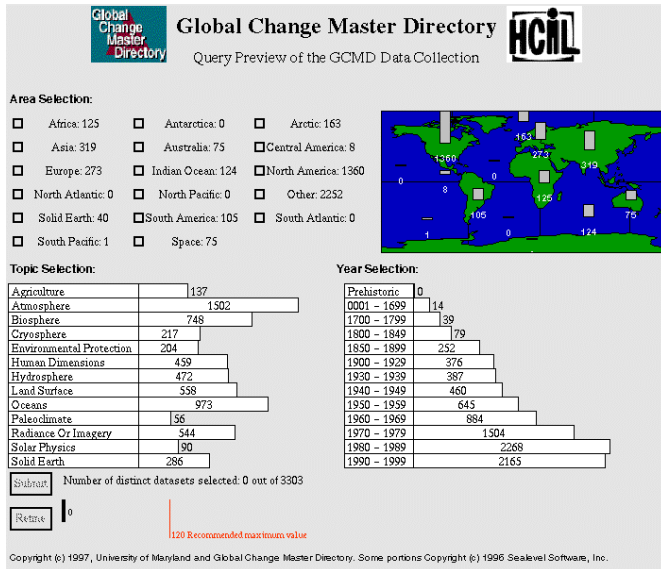 Global
Change
Master
Directory
Global Change Master Directory
HCIL
Query Preview of the GCMD Data Collection
Area Selection:
Africa: 125 Antarctica: 0 Arctic: 163
Asia: 319 Australia: 75 Central America: 8
Europe: 273 Indian Ocean: 124 North America: 1360
North Atlantic: 0 North Pacific: 0 Other: 2252
Solid Earth: 40 South America: 105 South Atlantic: 0
South Pacific: 1 Space: 75
163
1360 273 319
0 0 0
8 125
105 75
1 0 124
Topic Selection:
Agriculture 137
Atmosphere 1502
Biosphere 748
Cryosphere 217
Environmental Protection 204
Human Dimensions 459
Hydrosphere 472
Land Surface 558
Oceans 973
Paleoclimate 56
Radiance Or Imagery 544
Solar Physics 90
Solid Earth 286
Year Selection:
Prehistoric 0
0001 - 1699 14
1700 - 1799 39
1800 - 1849 79
1850 - 1899 252
1900 - 1929 376
1930 - 1939 387
1940 - 1949 460
1950 - 1959 645
1960 - 1969 884
1970 - 1979 1504
1980 - 1989 2268
1990 - 1999 2165
Submit Number of distinct datasets selected: 0 out of 3303
Refine 0
120 Recommended maximum value
Copyright (c) 1997, University of Maryland and Global Change Master Directory. Some portions Copyright (c) 1996 Sealevel Software, Inc.